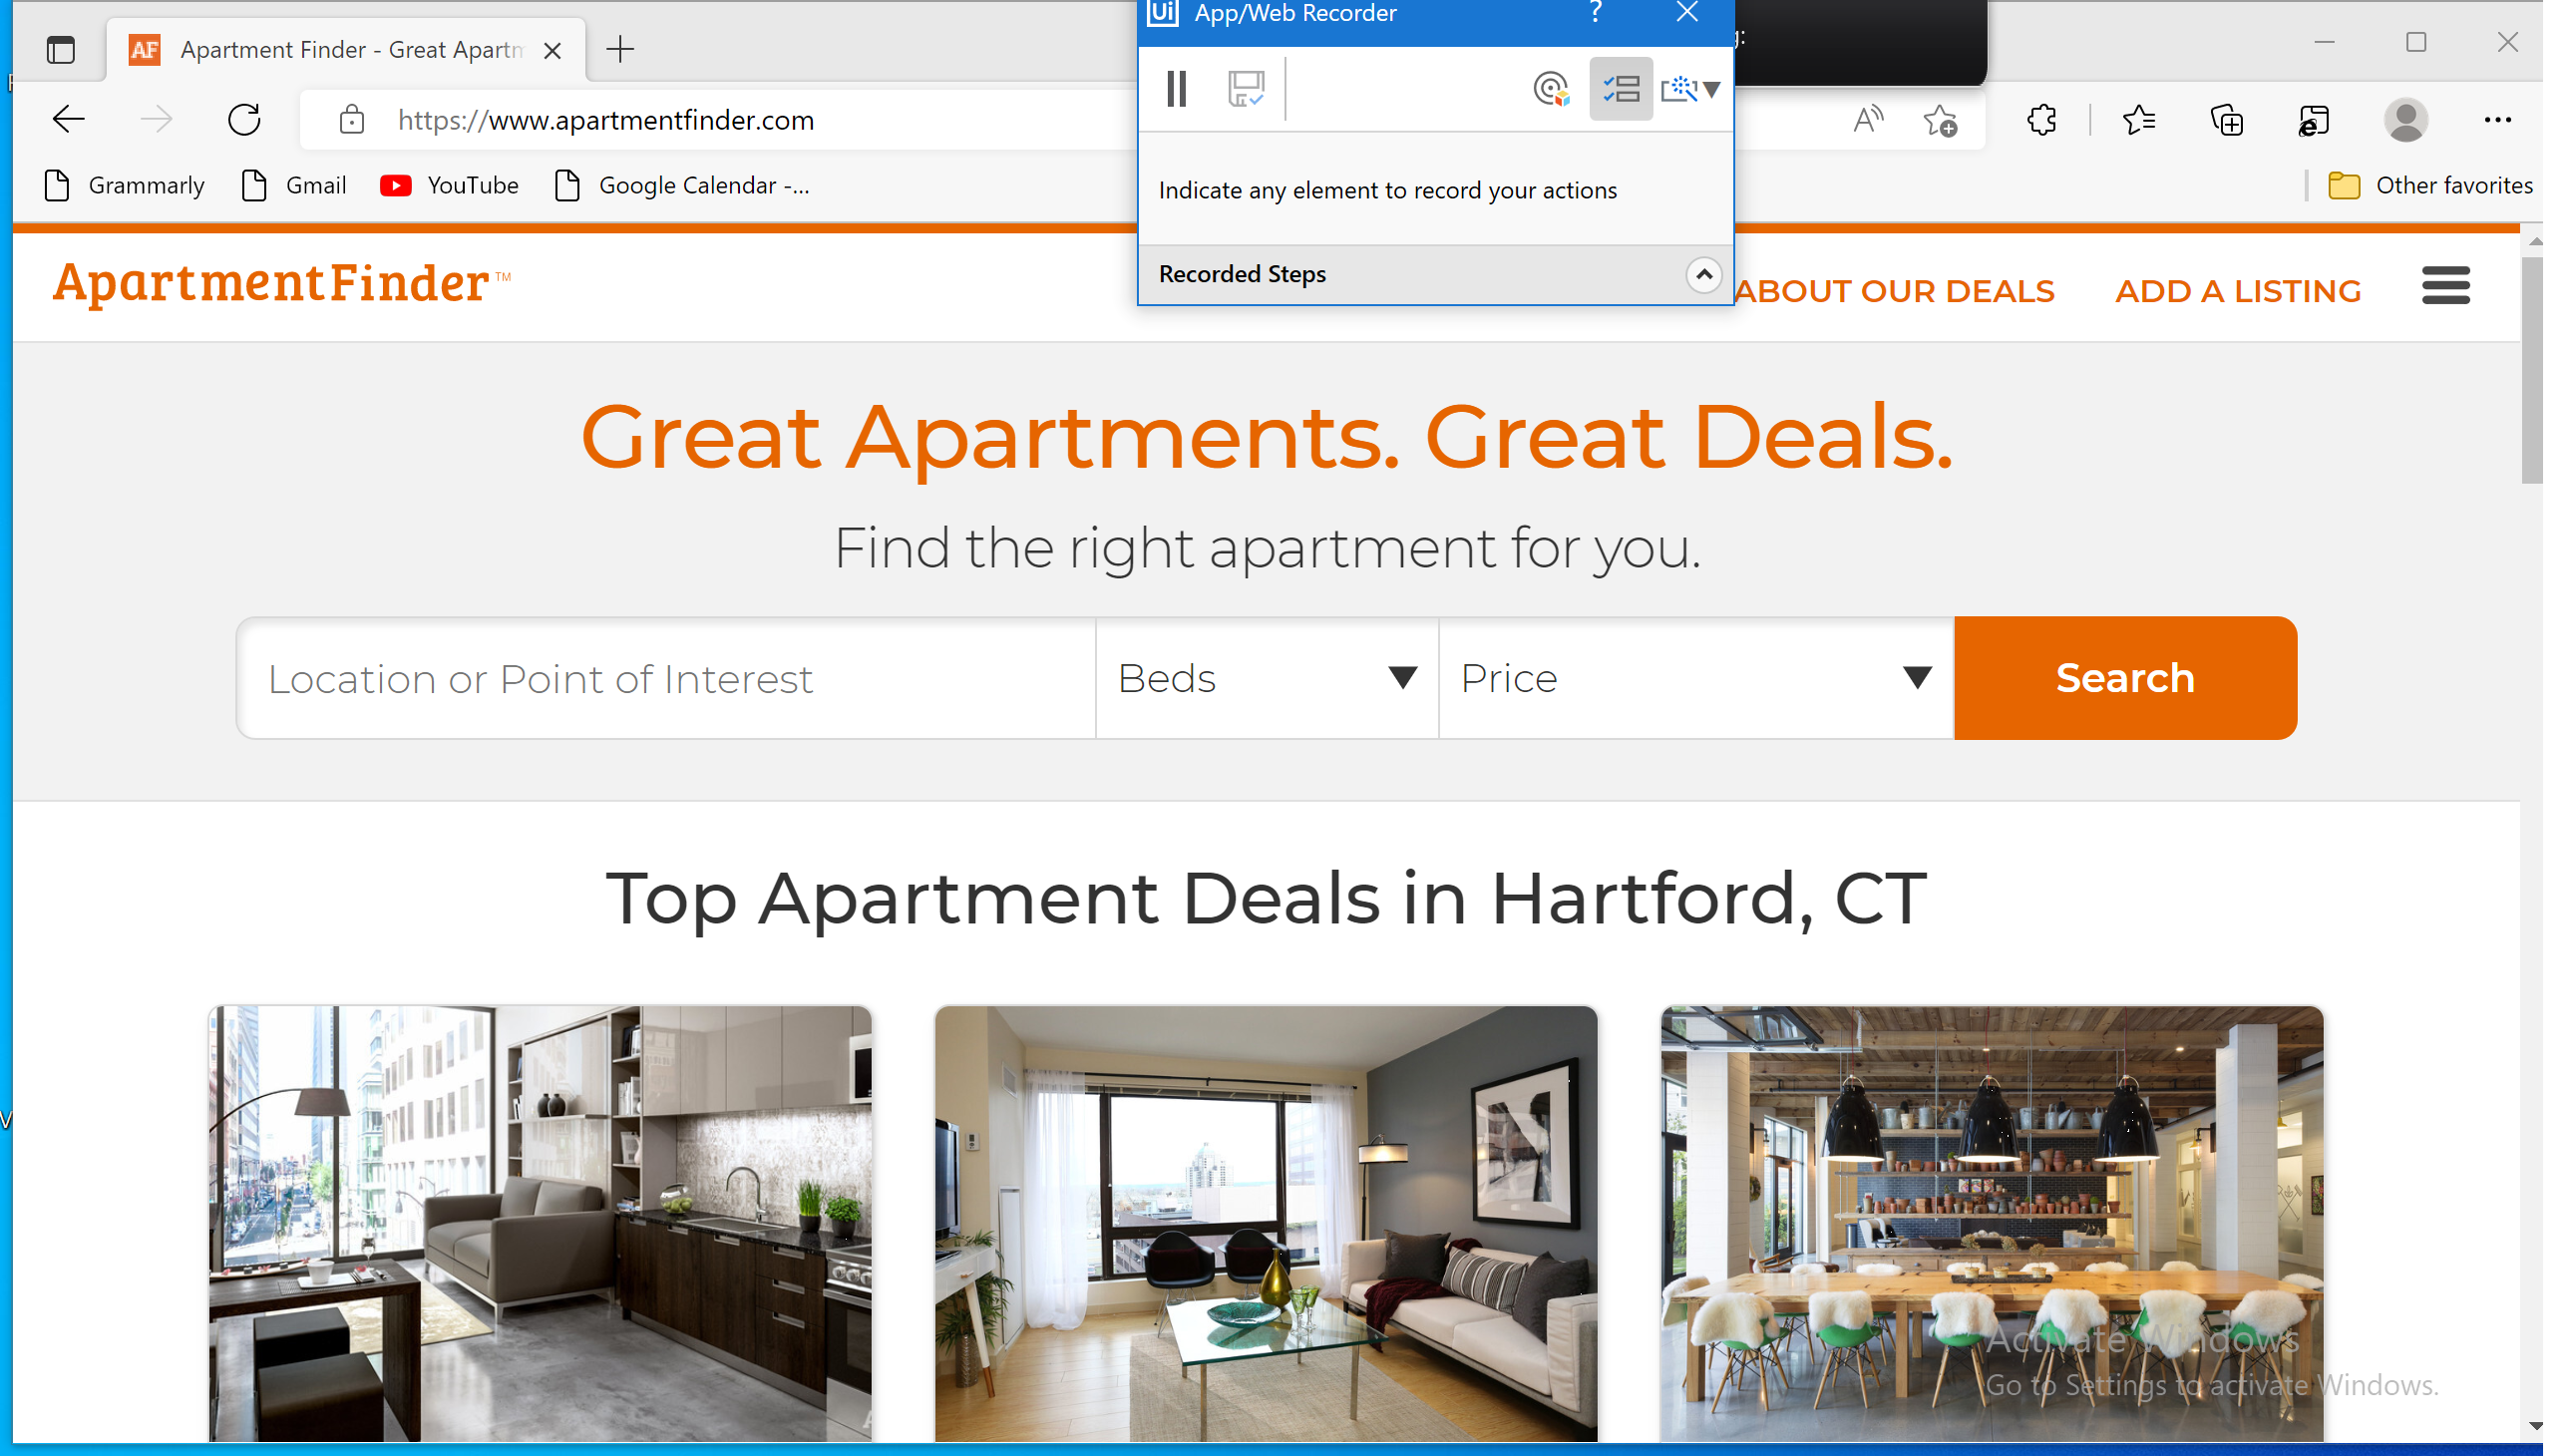 Ui App/Web Recorder ?
AF Apartment Finder - Great Apartm
https://www.apartmentfinder.com
Grammarly Gmail YouTube Google Calendar -... Other favorites
Indicate any element to record your actions
Recorded Steps
ApartmentFinder™ ABOUT OUR DEALS ADD A LISTING
Great Apartments. Great Deals.
Find the right apartment for you.
Location or Point of Interest Beds Price Search
Top Apartment Deals in Hartford, CT
Activate Windows
Go to Settings to activate Windows.